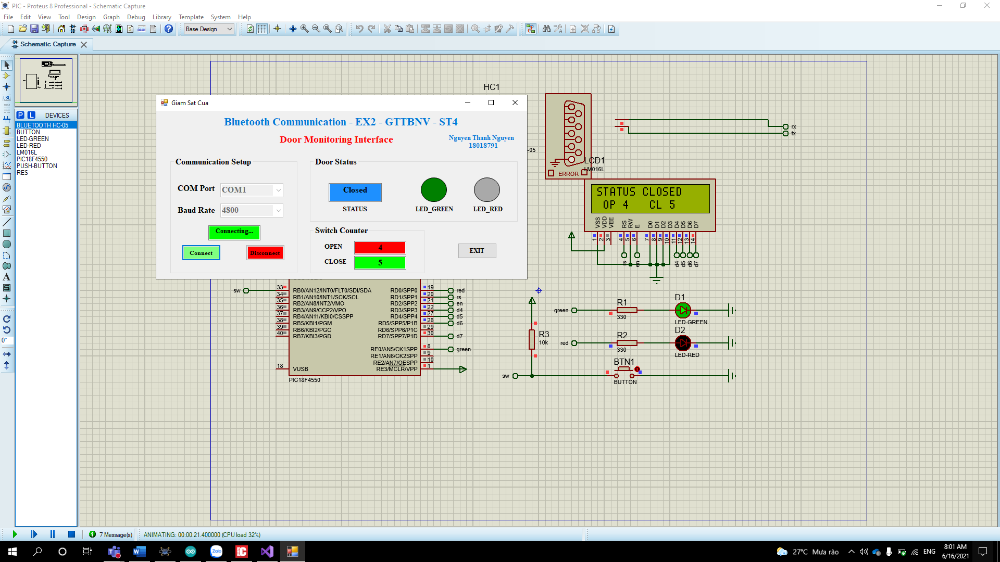 PIC - Proteus 8 Professional - Schematic Capture
File Edit View Tool Design Graph Debug Library Template System Help
Base Design
Schematic Capture
P L DEVICES
BLUETOOTH HC-05
BUTTON
LED-GREEN
LED-RED
LM016L
PIC18F4550
PUSH-BUTTON
RES
LBL
A
S
0°
HC1
-05
ERROR
rx
tx
Giam Sat Cua
Bluetooth Communication - EX2 - GTTBNV - ST4
Door Monitoring Interface
Nguyen Thanh Nguyen
18018791
Communication Setup
COM Port COM1
Baud Rate 4800
Connecting...
Connect Disconnect
Door Status
Closed
STATUS LED_GREEN LED_RED
Switch Counter
OPEN 4
CLOSE 5
EXIT
LCD1
LM016L
STATUS CLOSED
OP 4 CL 5
VSS VDD VEE RS RW E D0 D1 D2 D3 D4 D5 D6 D7
1 2 3 4 5 6 7 8 9 10 11 12 13 14
rs en d4 d5 d6 d7
sw 33 RB0/AN12/INT0/FLT0/SDI/SDA RD0/SPP0 19 red
34 RB1/AN10/INT1/SCK/SCL RD1/SPP1 20 rs
35 RB2/AN8/INT2/VMO RD2/SPP2 21 en
36 RB3/AN9/CCP2/VPO RD3/SPP3 22 d4
37 RB4/AN11/KBI0/CSSPP RD4/SPP4 27 d5
38 RB5/KBI1/PGM RD5/SPP5/P1B 28 d6
39 RB6/KBI2/PGC RD6/SPP6/P1C 29
40 RB7/KBI3/PGD RD7/SPP7/P1D 30 d7
RE0/AN5/CK1SPP 8 green
RE1/AN6/CK2SPP 9
RE2/AN7/OESPP 10
18 VUSB RE3/MCLR/VPP 1
PIC18F4550
R3
10k
sw
green R1
330
D1
LED-GREEN
red R2
330
D2
LED-RED
BTN1
BUTTON
7 Message(s) ANIMATING: 00:00:21.400000 (CPU load 32%)
Zalo
27°C Mưa rào ENG
8:01 AM
6/16/2021